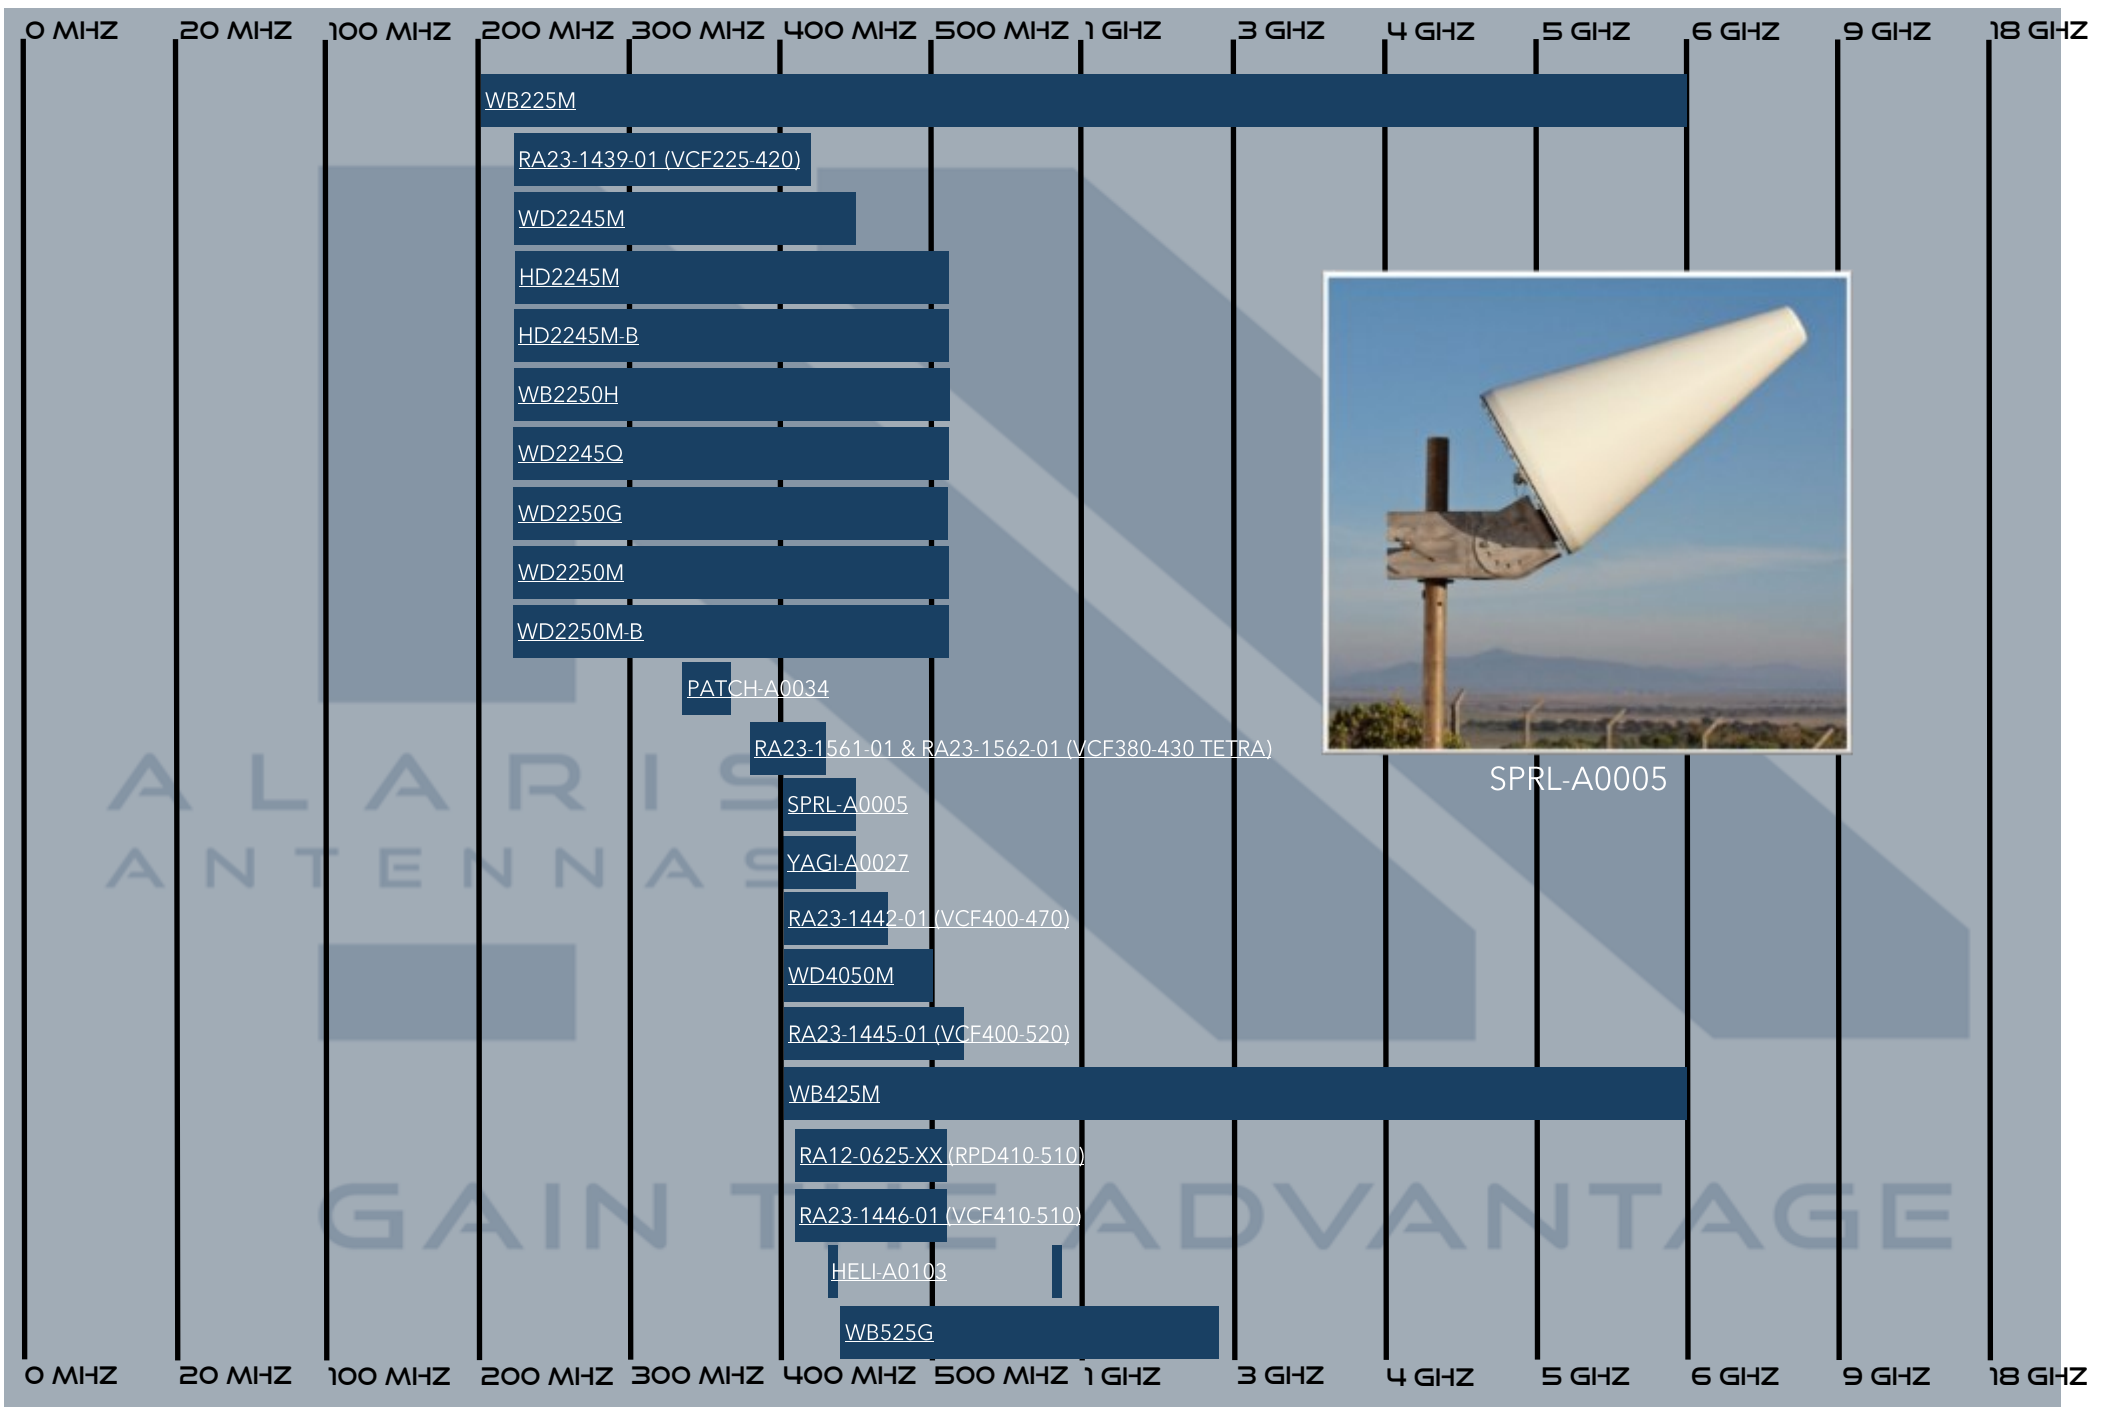 0 MHZ 20 MHZ 100 MHZ 200 MHZ 300 MHZ 400 MHZ 500 MHZ 1 GHZ 3 GHZ 4 GHZ 5 GHZ 6 GHZ 9 GHZ 18 GHZ
WB225M
RA23-1439-01 (VCF225-420)
WD2245M
HD2245M
HD2245M-B
WB2250H
WD2245Q
WD2250G
WD2250M
WD2250M-B
PATCH-A0034
RA23-1561-01 & RA23-1562-01 (VCF380-430 TETRA)
SPRL-A0005
SPRL-A0005
YAGI-A0027
RA23-1442-01 (VCF400-470)
WD4050M
RA23-1445-01 (VCF400-520)
WB425M
RA12-0625-XX (RPD410-510)
RA23-1446-01 (VCF410-510)
HELI-A0103
WB525G
ALARIS
ANTENNAS
GAIN THE ADVANTAGE
0 MHZ 20 MHZ 100 MHZ 200 MHZ 300 MHZ 400 MHZ 500 MHZ 1 GHZ 3 GHZ 4 GHZ 5 GHZ 6 GHZ 9 GHZ 18 GHZ